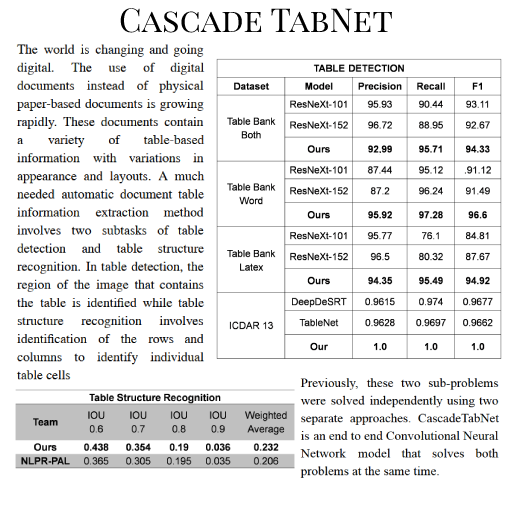 CASCADE TABNET
The world is changing and going
digital. The use of digital
documents instead of physical
paper-based documents is growing
rapidly. These documents contain
a variety of table-based
information with variations in
appearance and layouts. A much
needed automatic document table
information extraction method
involves two subtasks of table
detection and table structure
recognition. In table detection, the
region of the image that contains
the table is identified while table
structure recognition involves
identification of the rows and
columns to identify individual
table cells
TABLE DETECTION
Dataset Model Precision Recall F1
Table Bank Both
ResNeXt-101 95.93 90.44 93.11
ResNeXt-152 96.72 88.95 92.67
Ours 92.99 95.71 94.33
Table Bank Word
ResNeXt-101 87.44 95.12 .91.12
ResNeXt-152 87.2 96.24 91.49
Ours 95.92 97.28 96.6
Table Bank Latex
ResNeXt-101 95.77 76.1 84.81
ResNeXt-152 96.5 80.32 87.67
Ours 94.35 95.49 94.92
ICDAR 13
DeepDeSRT 0.9615 0.974 0.9677
TableNet 0.9628 0.9697 0.9662
Our 1.0 1.0 1.0
Table Structure Recognition
Team IOU 0.6 IOU 0.7 IOU 0.8 IOU 0.9 Weighted Average
Ours 0.438 0.354 0.19 0.036 0.232
NLPR-PAL 0.365 0.305 0.195 0.035 0.206
Previously, these two sub-problems
were solved independently using two
separate approaches. CascadeTabNet
is an end to end Convolutional Neural
Network model that solves both
problems at the same time.